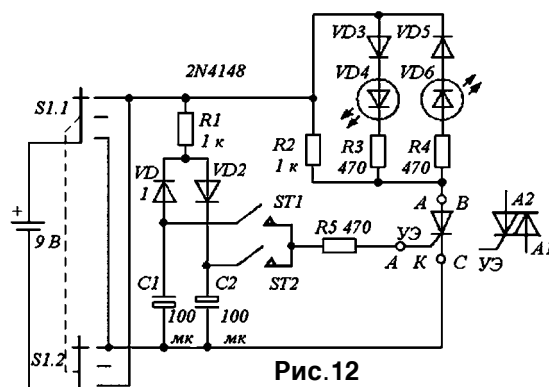 VD3
VD5
2N4148
VD4
VD6
S1.1
R1
1 к
R2
1 к
R3
470
R4
470
VD
1
VD2
ST1
+
9 В
R5 470
УЭ
A
A
B
A2
A1
УЭ
К
С
ST2
C1
100
мк
C2
100
мк
S1.2
Рис.12